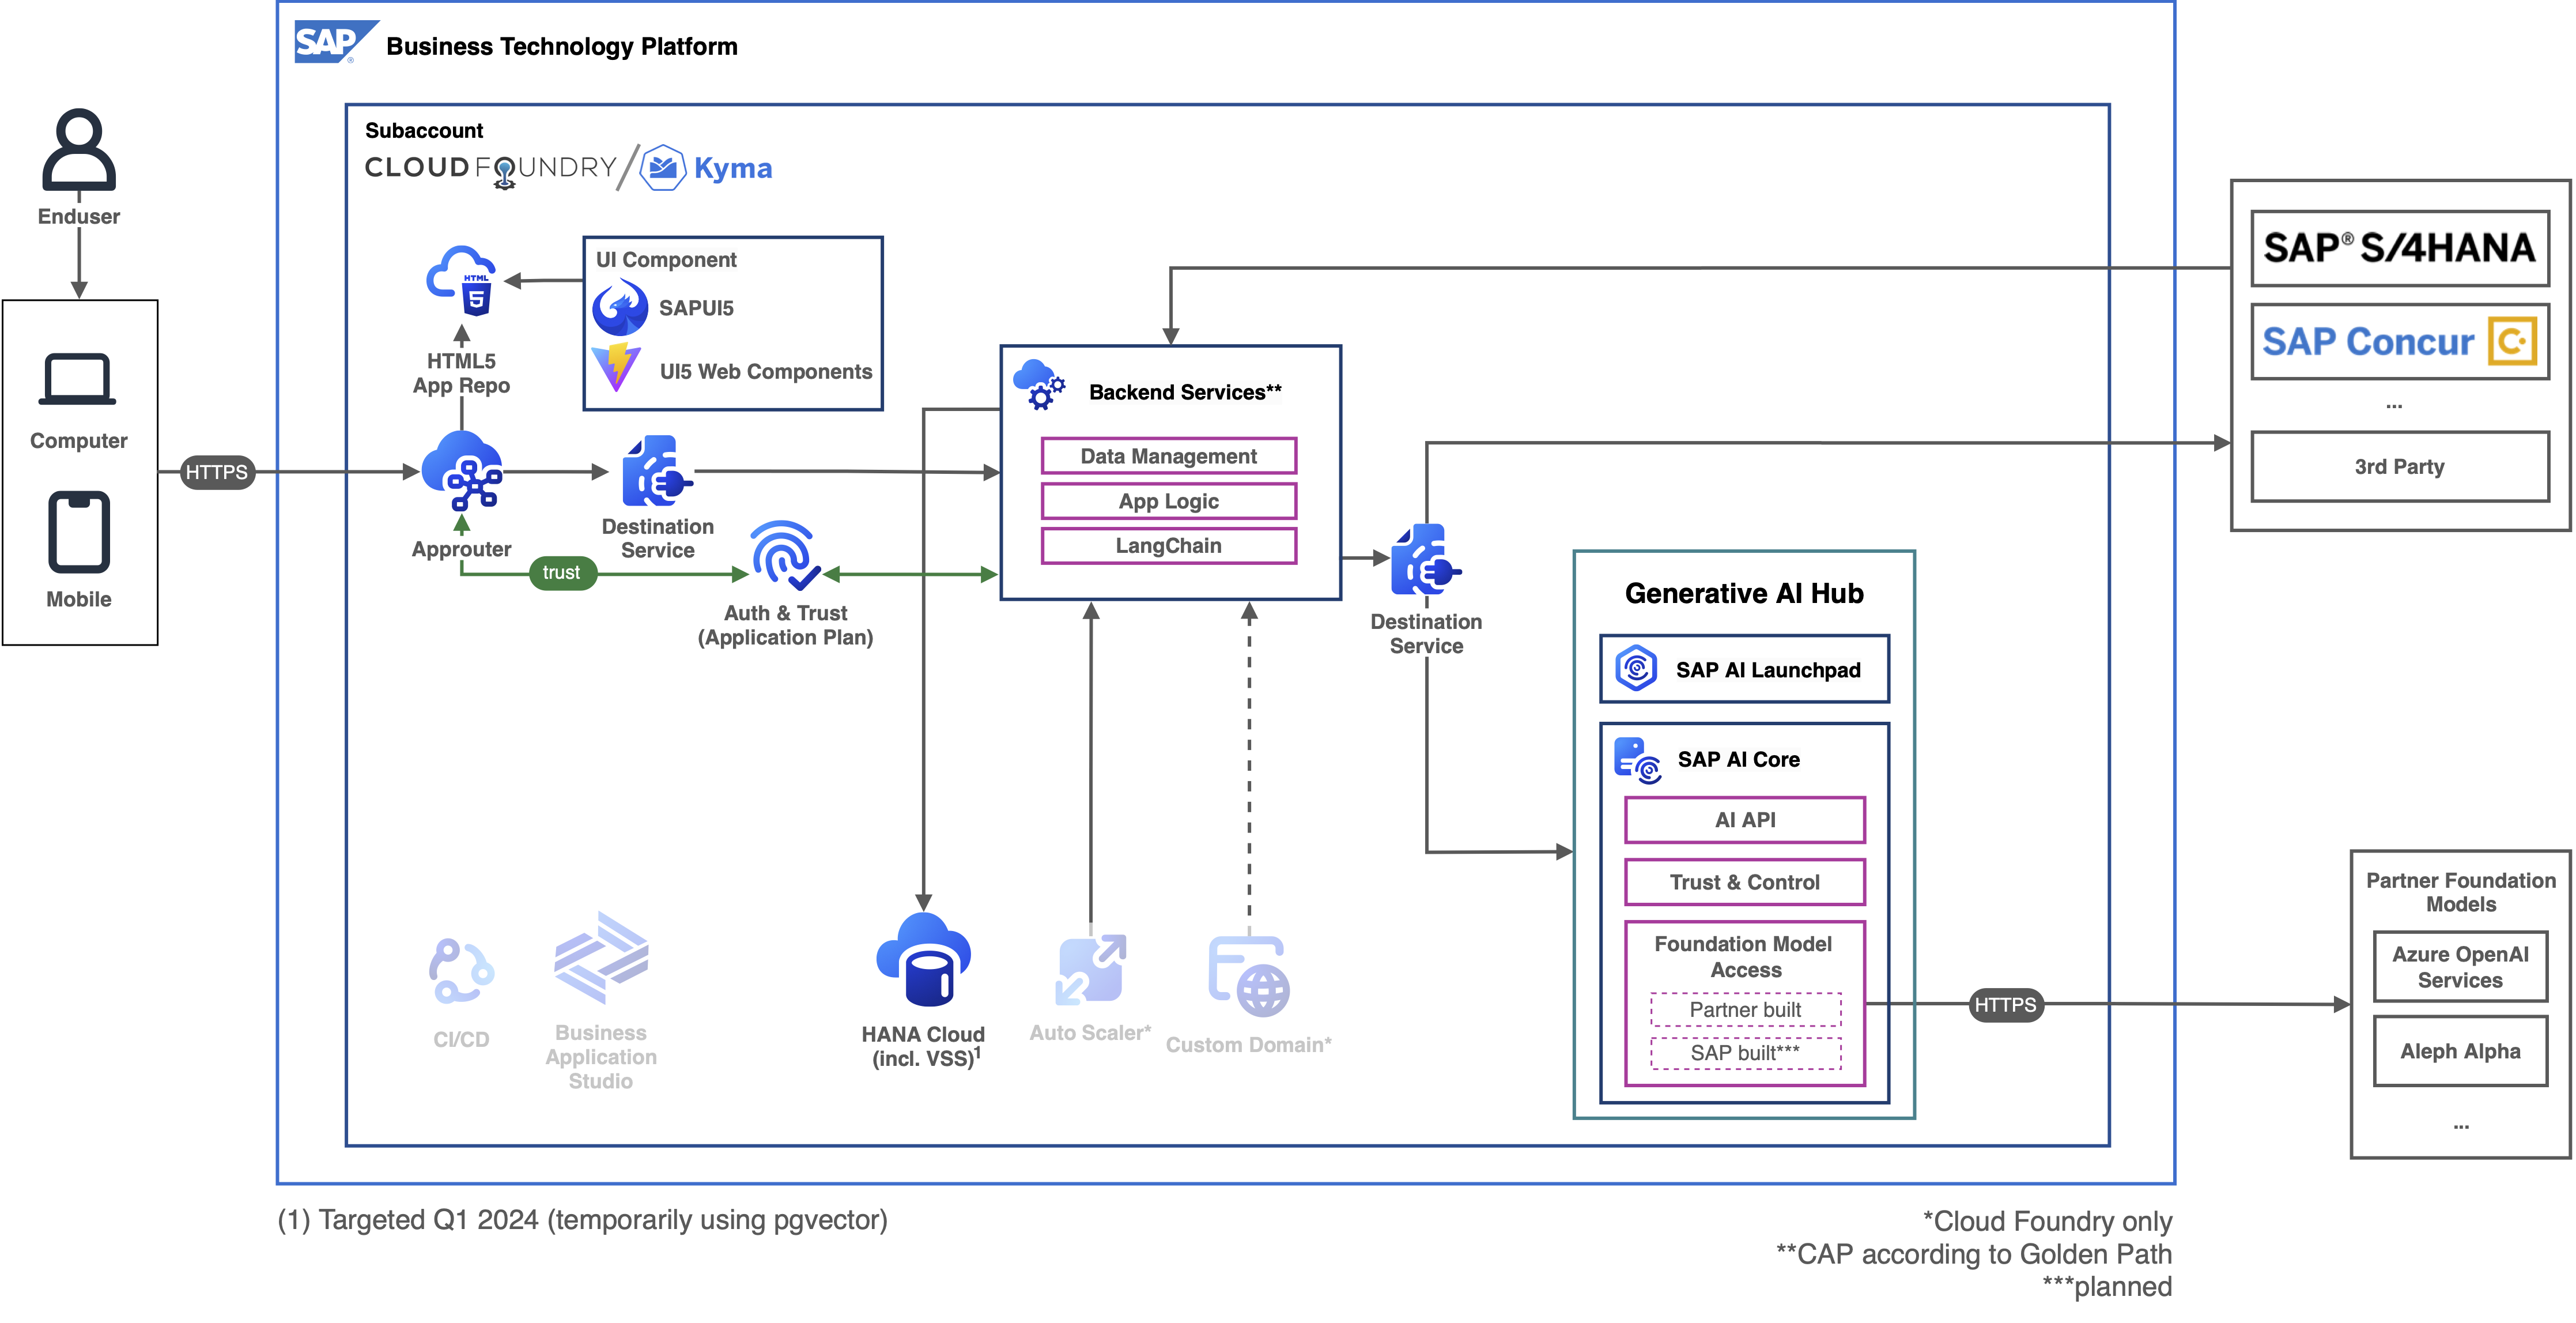 SAP®
Business Technology Platform
Subaccount
CLOUD FOUNDRY
Kyma
Enduser
Computer
Mobile
HTTPS
HTML
5
HTML5
App Repo
UI Component
SAPUI5
UI5 Web Components
Approuter
Destination
Service
trust
Auth & Trust
(Application Plan)
Backend Services**
Data Management
App Logic
LangChain
Destination
Service
SAP® S/4HANA
SAP Concur C
...
3rd Party
Generative AI Hub
SAP AI Launchpad
SAP AI Core
AI API
Trust & Control
Foundation Model
Access
Partner built
SAP built***
HTTPS
Partner Foundation
Models
Azure OpenAI
Services
Aleph Alpha
...
CI/CD
Business
Application
Studio
HANA Cloud
(incl. VSS)1
Auto Scaler*
Custom Domain*
(1) Targeted Q1 2024 (temporarily using pgvector)
*Cloud Foundry only
**CAP according to Golden Path
***planned